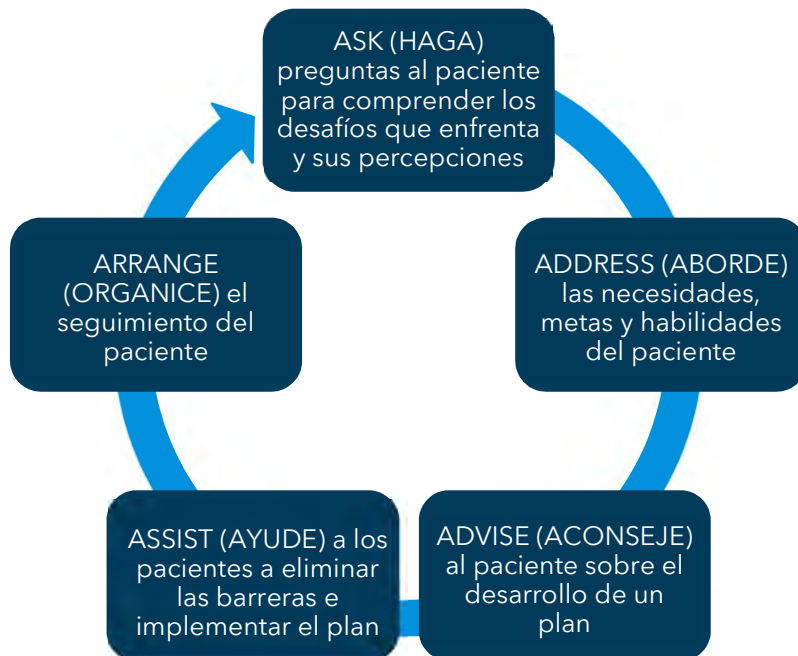 ASK (HAGA)
preguntas al paciente
para comprender los
desafíos que enfrenta
y sus percepciones
ADDRESS (ABORDE)
las necesidades,
metas y habilidades
del paciente
ADVISE (ACONSEJE)
al paciente sobre el
desarrollo de un
plan
ASSIST (AYUDE) a los
pacientes a eliminar
las barreras e
implementar el plan
ARRANGE
(ORGANICE) el
seguimiento del
paciente